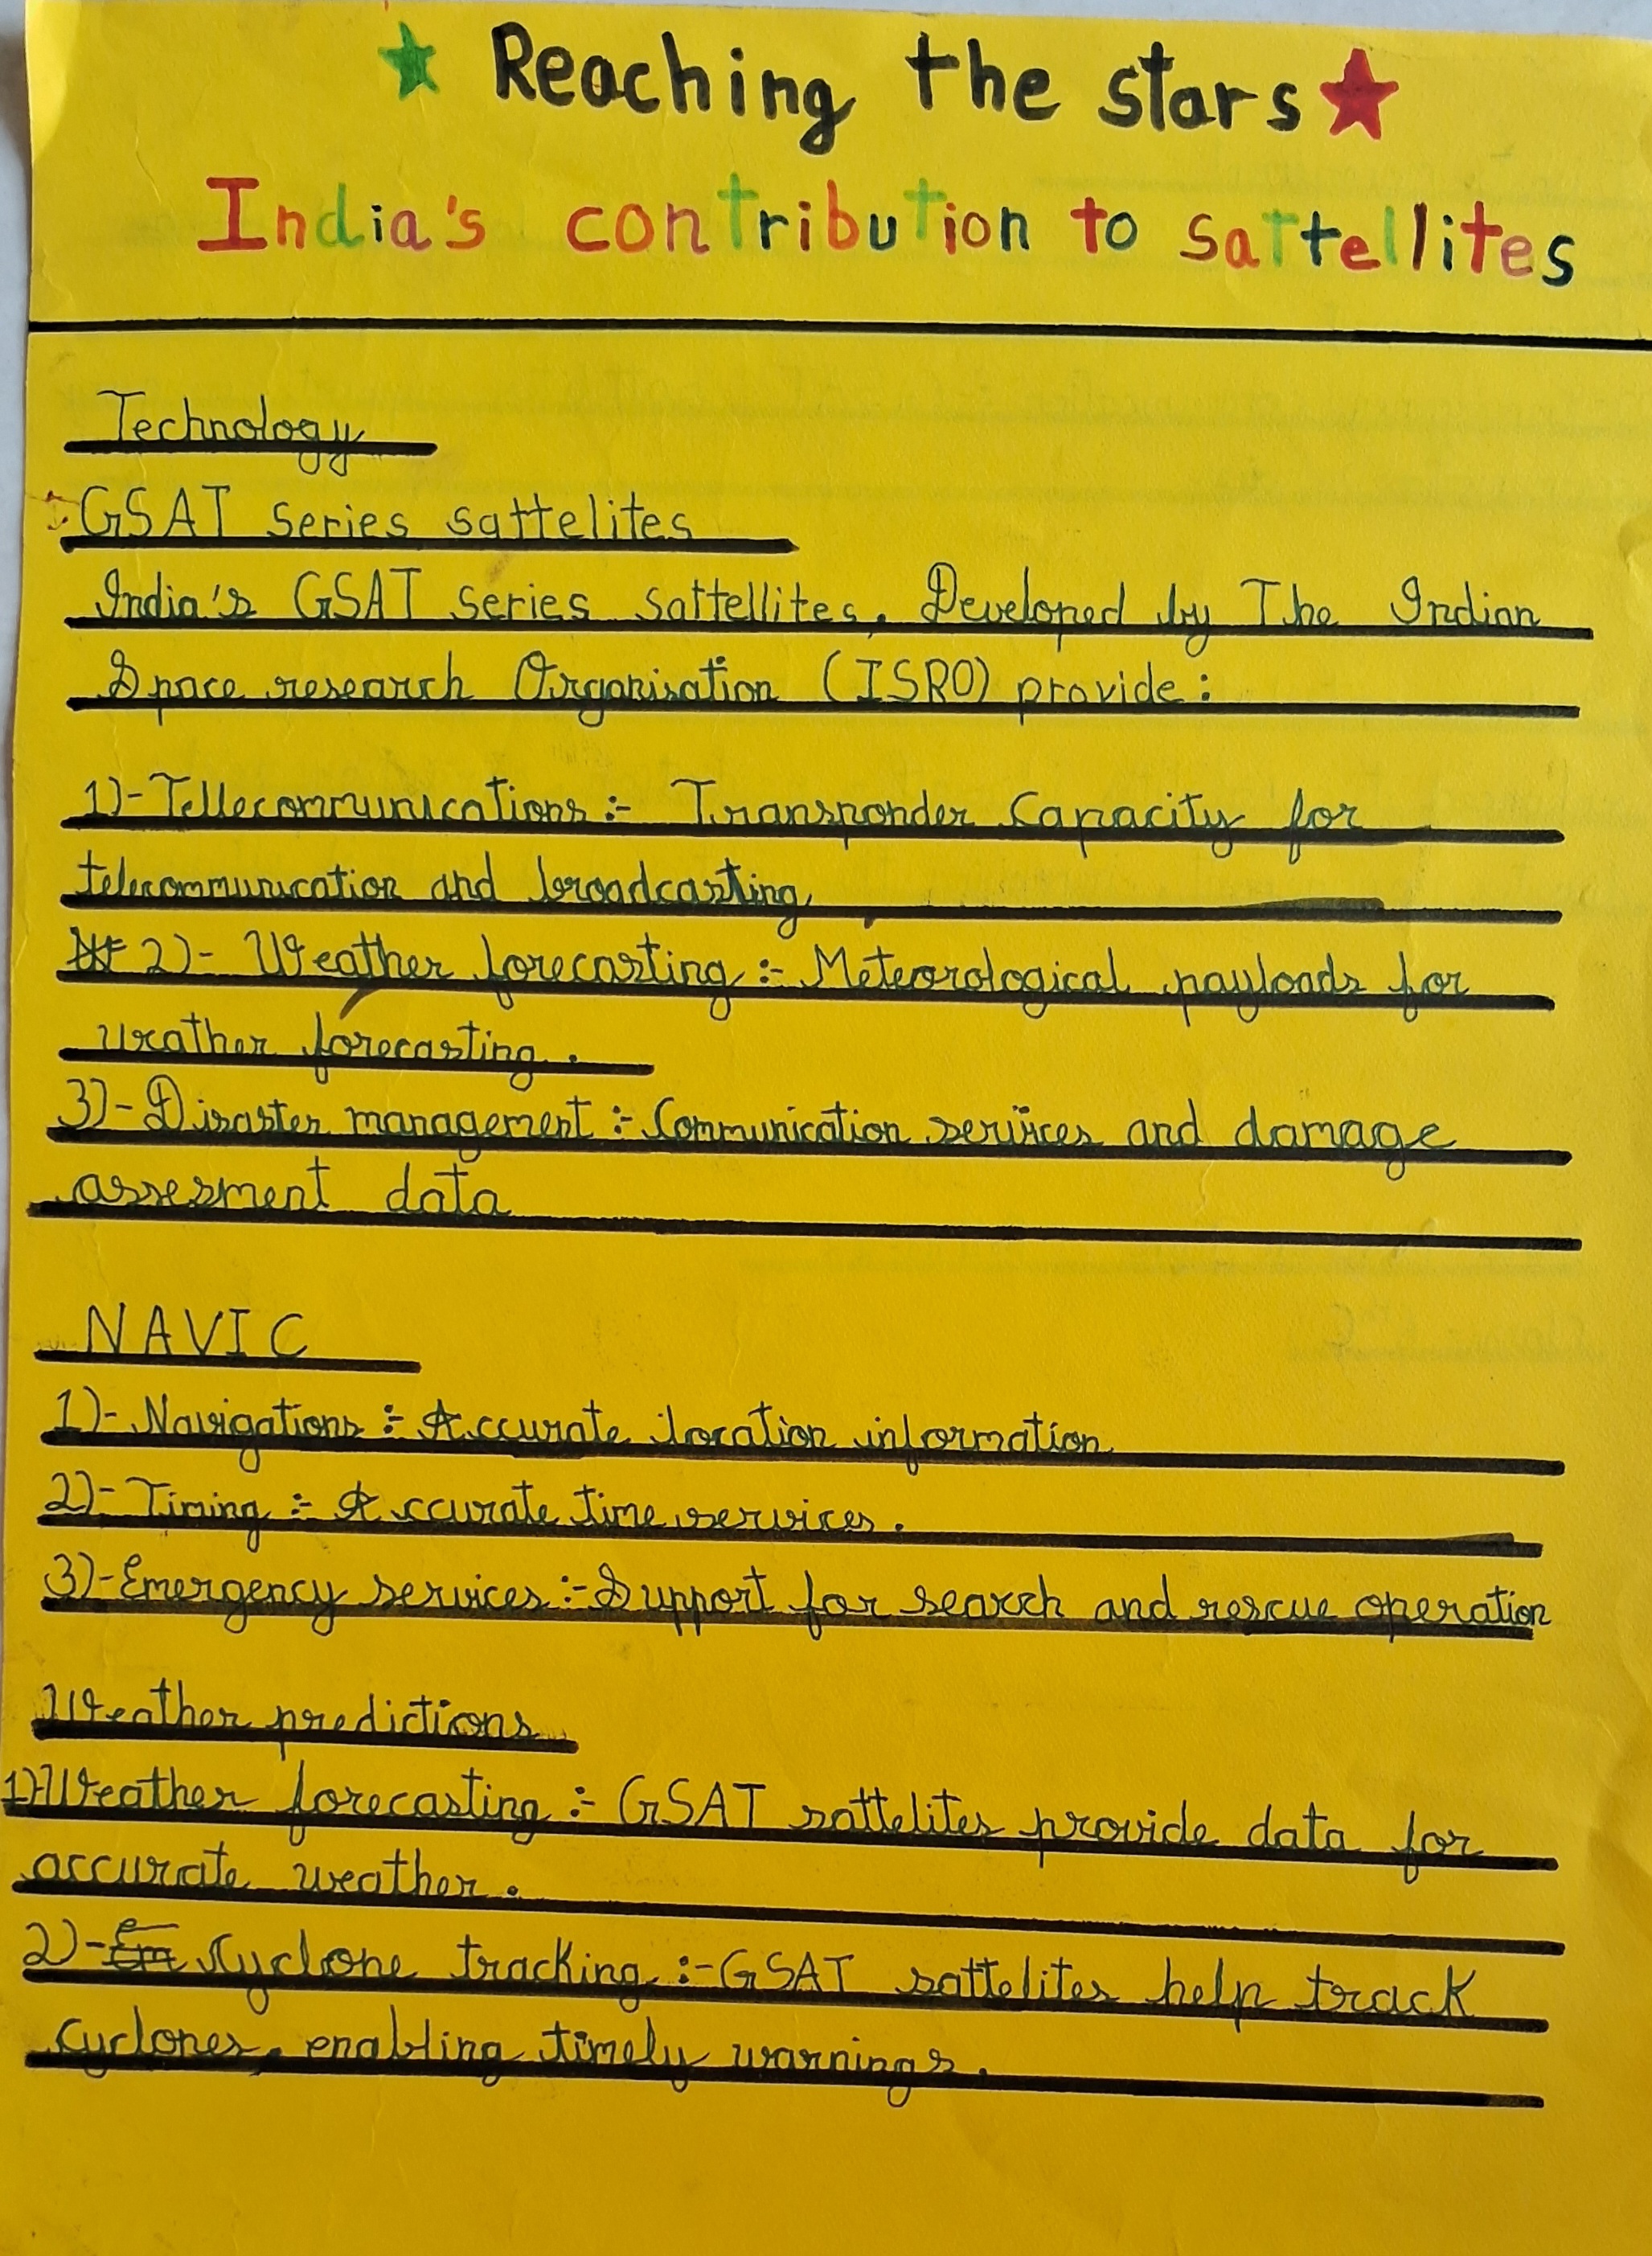 Reaching the stars
India's contribution to sattellites
Technology
GSAT series sattelites
India's GSAT series sattellites, Developed by The Indian
Space research Organisation (ISRO) provide:
1)- Tellecommunications :- Transponder Capacity for
telecommunication and broadcasting
2)- Weather forecasting :- Meteorological payloads for
weather forecasting.
3)- Disaster management :- Communication services and damage
assesment data
NAVIC
1)- Navigations :- Accurate location information
2)- Timing :- Accurate time services.
3)- Emergency services :- Support for search and rescue operation
Weather predictions
1)- Weather forecasting :- GSAT sattelites provide data for
accurate weather.
2)- Cyclone tracking :- GSAT sattelites help track
cyclones, enabling timely warnings.